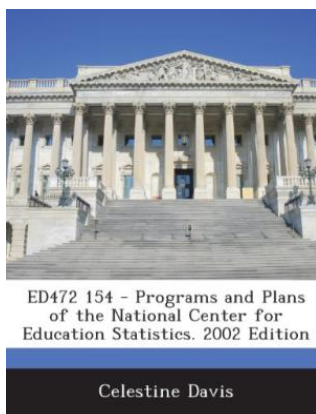 ED472 154 - Programs and Plans
of the National Center for
Education Statistics. 2002 Edition
Celestine Davis